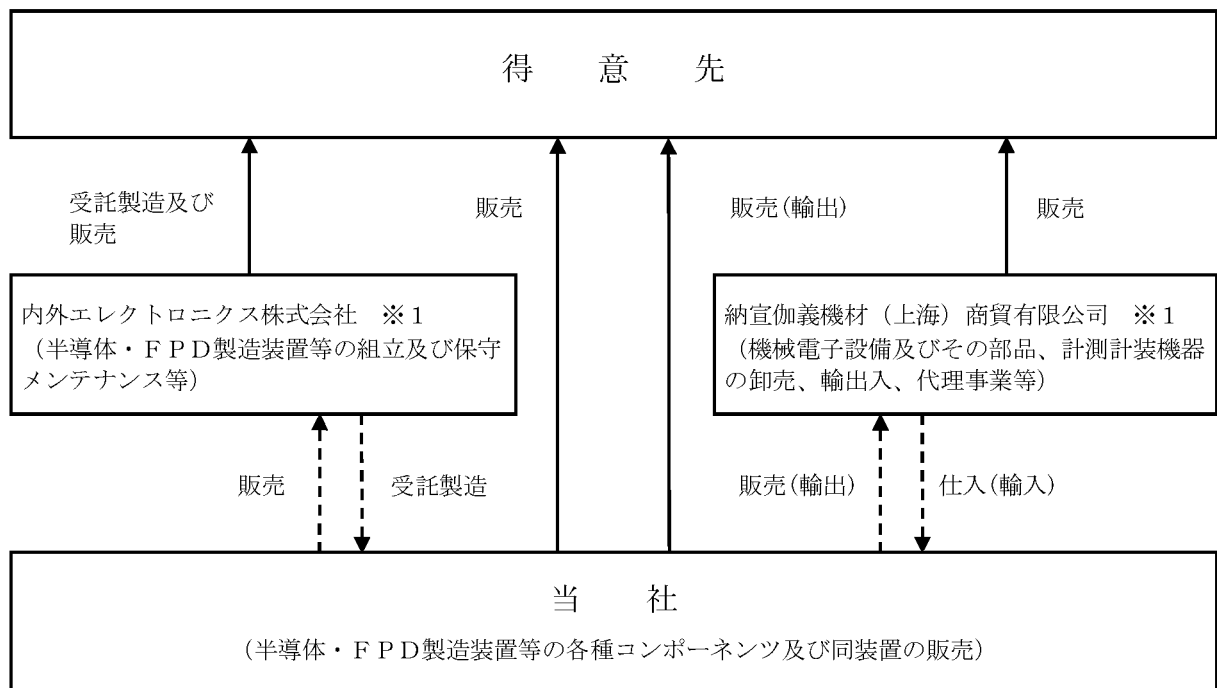 得　意　先
受託製造及び
販売
販売
販売(輸出)
販売
内外エレクトロニクス株式会社　※１
（半導体・ＦＰＤ製造装置等の組立及び保守
メンテナンス等）
納宣伽義機材（上海）商貿有限公司　※１
（機械電子設備及びその部品、計測計装機器
の卸売、輸出入、代理事業等）
販売
受託製造
販売(輸出)
仕入(輸入)
当　社
（半導体・ＦＰＤ製造装置等の各種コンポーネンツ及び同装置の販売）